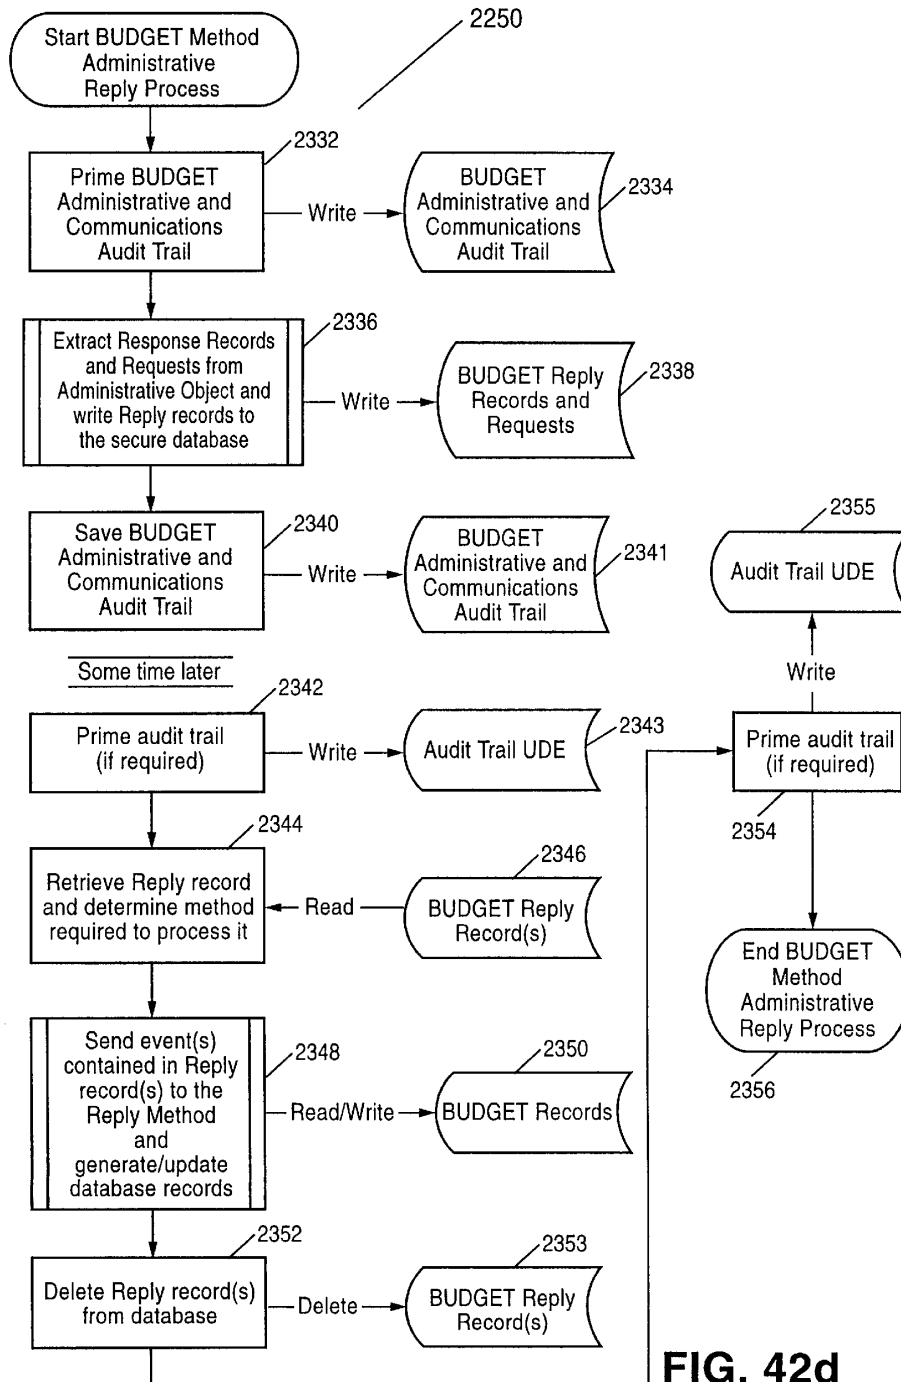 Start BUDGET Method
Administrative
Reply Process
2250
Prime BUDGET
Administrative and
Communications
Audit Trail
2332
Write
BUDGET
Administrative and
Communications
Audit Trail
2334
Extract Response Records
and Requests from
Administrative Object and
write Reply records to
the secure database
2336
Write
BUDGET Reply
Records and
Requests
2338
Save BUDGET
Administrative and
Communications
Audit Trail
2340
Write
BUDGET
Administrative and
Communications
Audit Trail
2341
Some time later
Prime audit trail
(if required)
2342
Write
Audit Trail UDE
2343
Retrieve Reply record
and determine method
required to process it
2344
Read
BUDGET Reply
Record(s)
2346
Send event(s)
contained in Reply
record(s) to the
Reply Method
and
generate/update
database records
2348
Read/Write
BUDGET Records
2350
Delete Reply record(s)
from database
2352
Delete
BUDGET Reply
Record(s)
2353
2355
Audit Trail UDE
Write
Prime audit trail
(if required)
2354
End BUDGET
Method
Administrative
Reply Process
2356
FIG. 42d